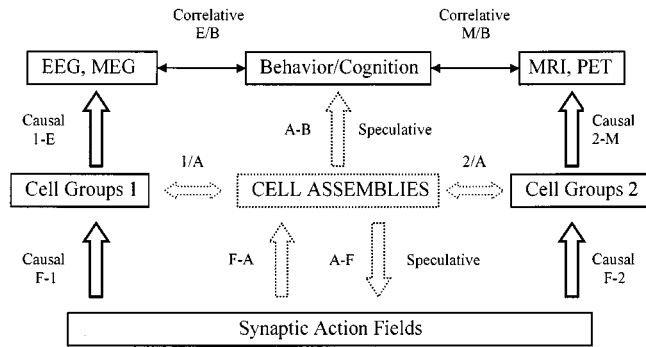 Correlative
E/B
Correlative
M/B
EEG, MEG
Behavior/Cognition
MRI, PET
Causal
1-E
A-B
Speculative
Causal
2-M
1/A
2/A
Cell Groups 1
CELL ASSEMBLIES
Cell Groups 2
Causal
F-1
F-A
A-F
Speculative
Causal
F-2
Synaptic Action Fields